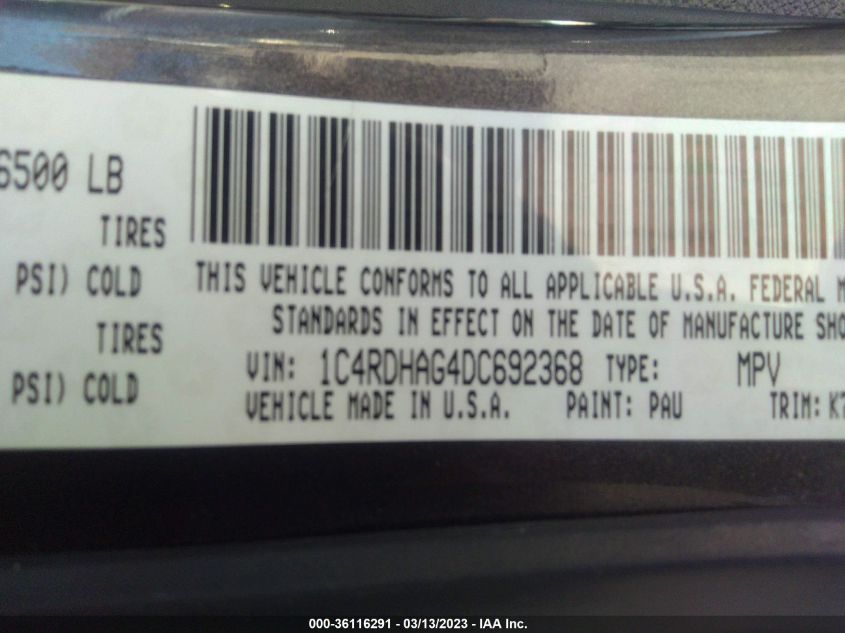 6500 LB
TIRES
PSI) COLD
TIRES
PSI) COLD
THIS VEHICLE CONFORMS TO ALL APPLICABLE U.S.A. FEDERAL M
STANDARDS IN EFFECT ON THE DATE OF MANUFACTURE SHO
VIN: 1C4RDHAG4DC692368 TYPE: MPV
VEHICLE MADE IN U.S.A. PAINT: PAU TRIM: K7
000-36116291 - 03/13/2023 - IAA Inc.